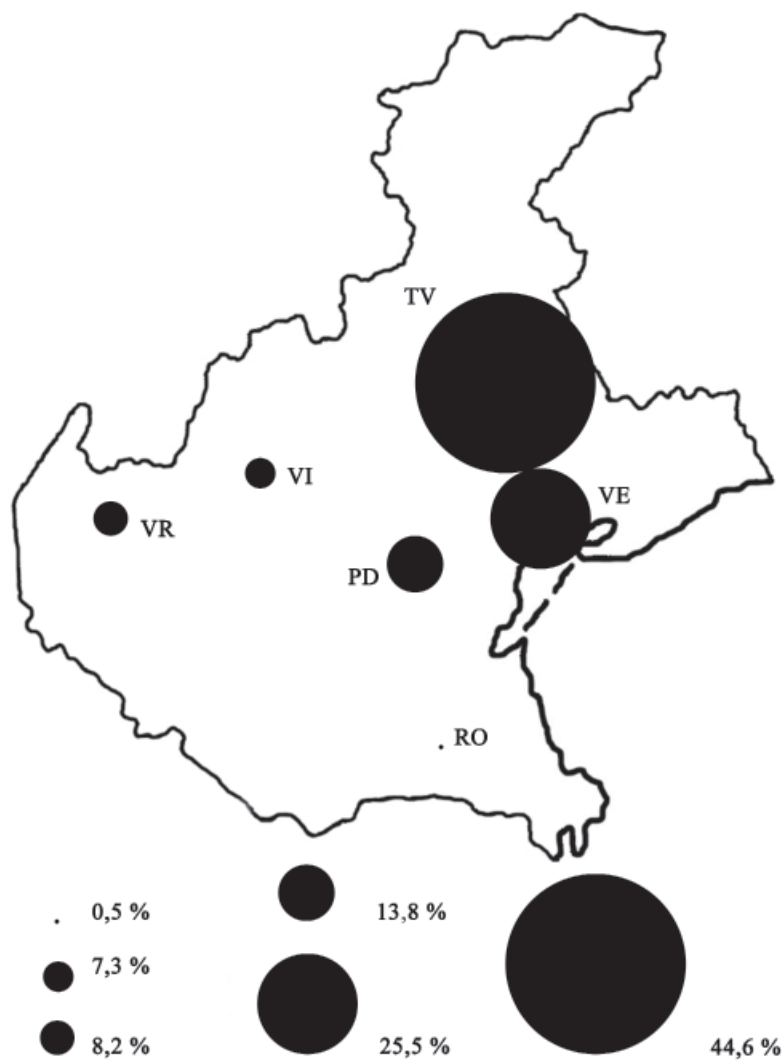 TV
VI
VE
VR
PD
RO
0,5 %
13,8 %
7,3 %
8,2 %
25,5 %
44,6 %